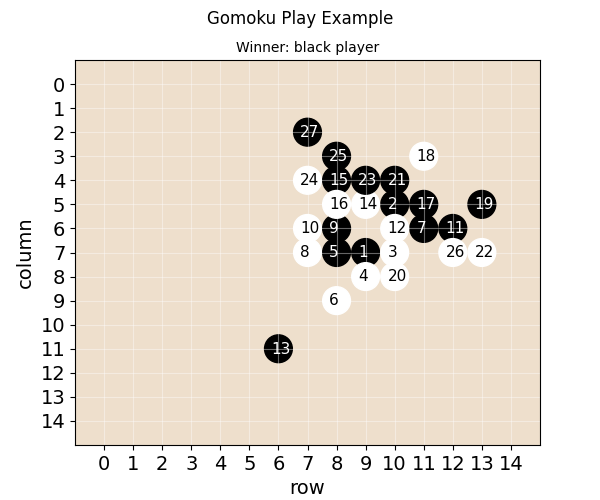 Gomoku Play Example
Winner: black player
column
0
1
2 27
3 25 18
4 24 15 23 21
5 16 14 2 17 19
6 10 9 12 7 11
7 8 5 1 3 26 22
8 4 20
9 6
10
11 13
12
13
14
0 1 2 3 4 5 6 7 8 9 10 11 12 13 14
row